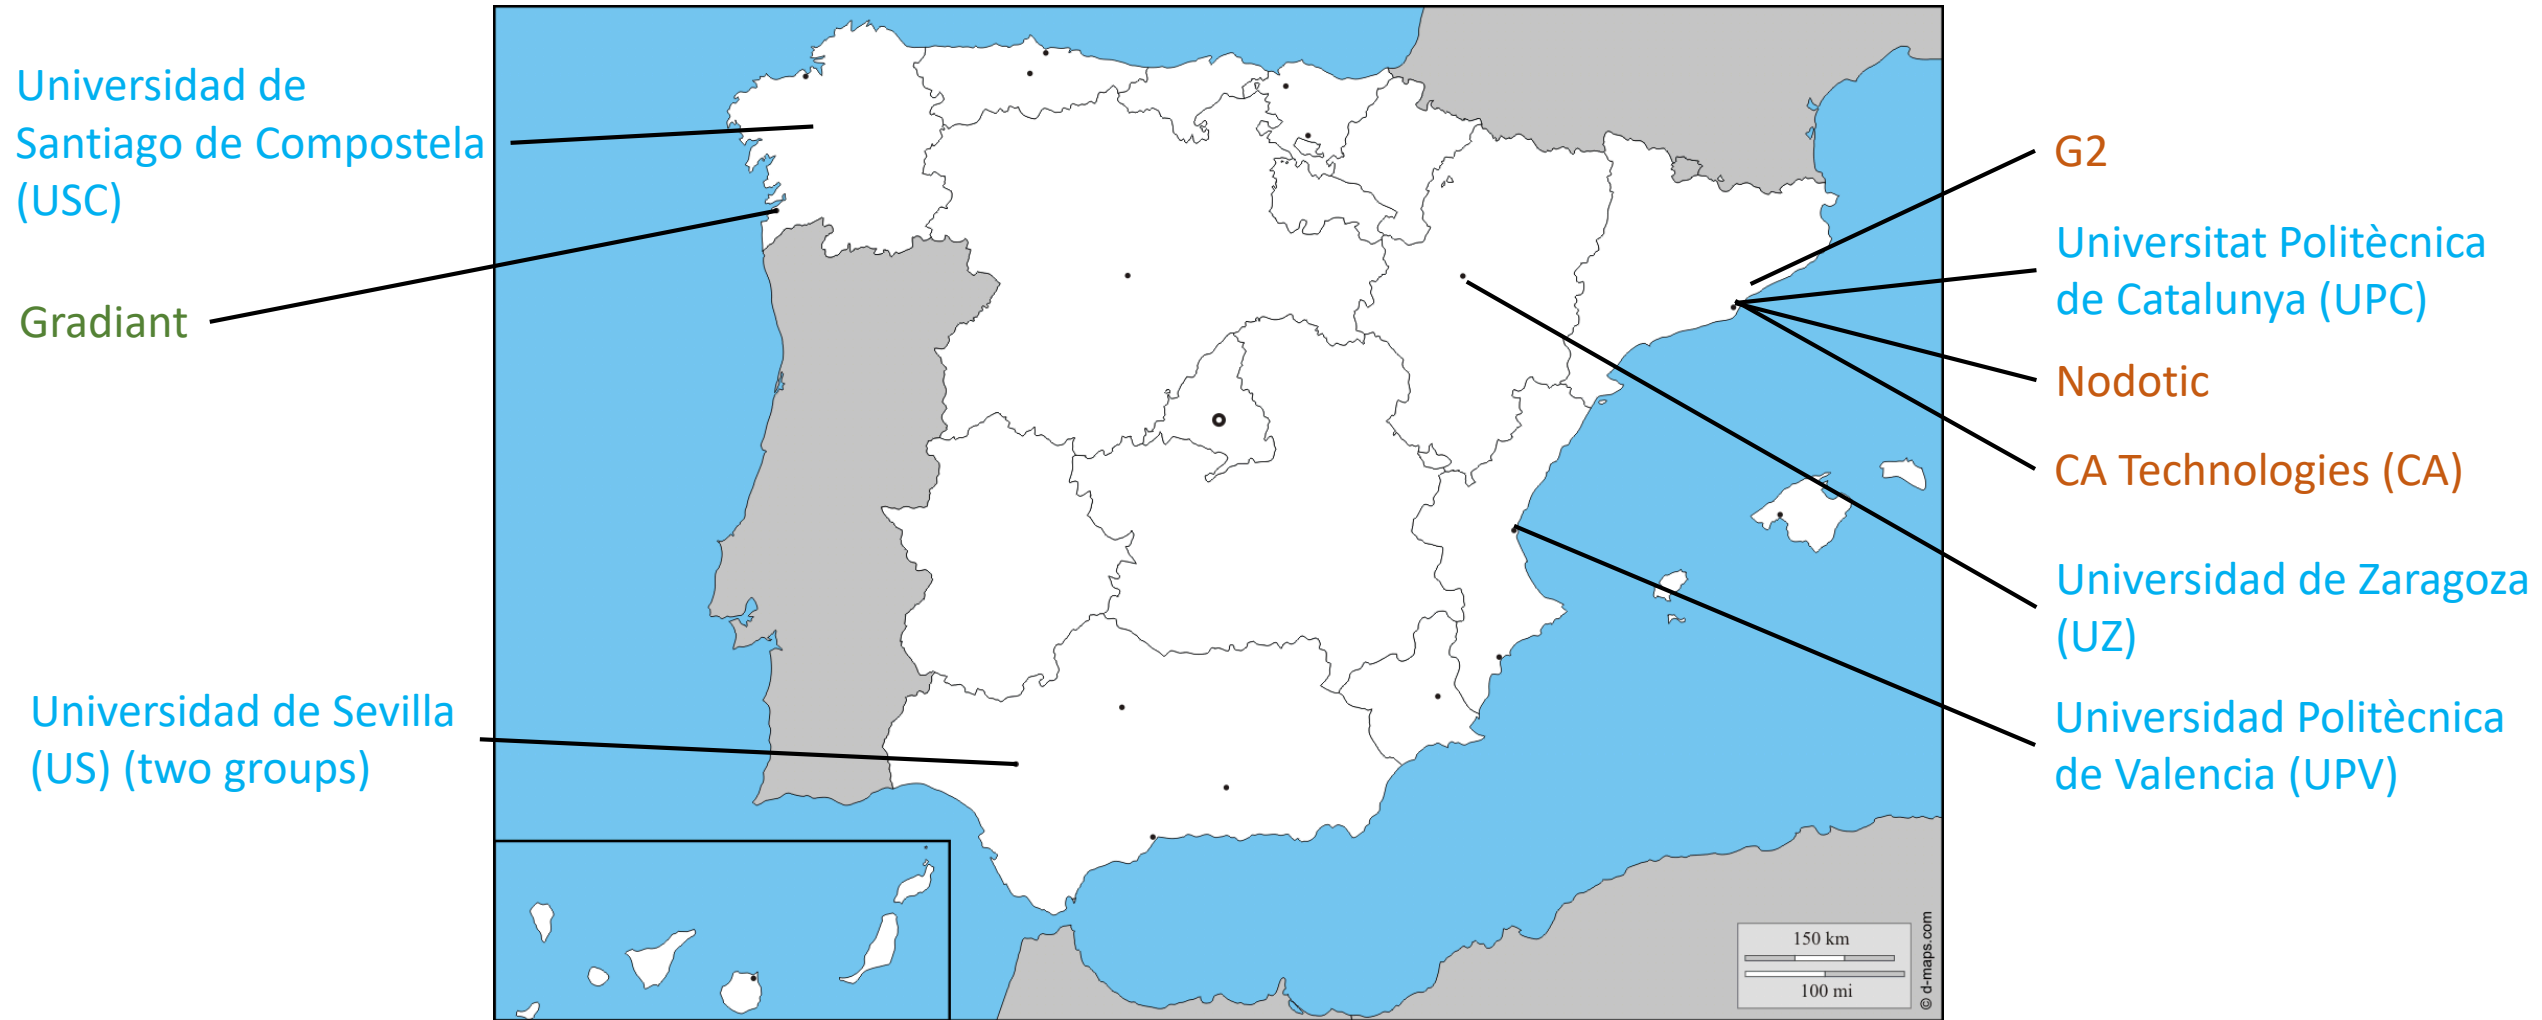 Universidad de
Santiago de Compostela
(USC)
Gradiant
Universidad de Sevilla
(US) (two groups)
G2
Universitat Politècnica
de Catalunya (UPC)
Nodotic
CA Technologies (CA)
Universidad de Zaragoza
(UZ)
Universidad Politècnica
de Valencia (UPV)
150 km
100 mi
© d-maps.com